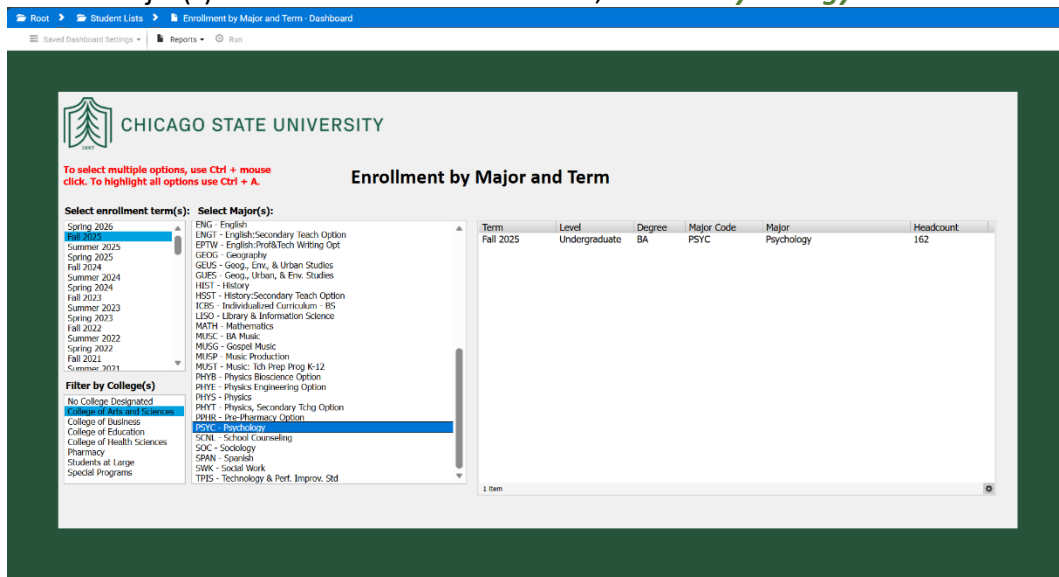 Root > Student Lists > Enrollment by Major and Term - Dashboard
Saved Dashboard Settings Reports Run
1867
CHICAGO STATE UNIVERSITY
To select multiple options, use Ctrl + mouse
click. To highlight all options use Ctrl + A.
Enrollment by Major and Term
Select enrollment term(s):
Spring 2026
Fall 2025
Summer 2025
Spring 2025
Fall 2024
Summer 2024
Spring 2024
Fall 2023
Summer 2023
Spring 2023
Fall 2022
Summer 2022
Spring 2022
Fall 2021
Summer 2021
Filter by College(s)
No College Designated
College of Arts and Sciences
College of Business
College of Education
College of Health Sciences
Pharmacy
Students at Large
Special Programs
Select Major(s):
ENG - English
ENGT - English:Secondary Teach Option
EPTW - English:Prof&Tech Writing Opt
GEOG - Geography
GEUS - Geog., Env., & Urban Studies
GUES - Geog., Urban, & Env. Studies
HIST - History
HSST - History:Secondary Teach Option
ICBS - Individualized Curriculum - BS
LISO - Library & Information Science
MATH - Mathematics
MUSC - BA Music
MUSG - Gospel Music
MUSP - Music Production
MUST - Music: Tch Prep Prog K-12
PHYB - Physics Bioscience Option
PHYE - Physics Engineering Option
PHYS - Physics
PHYT - Physics, Secondary Tchg Option
PPHR - Pre-Pharmacy Option
PSYC - Psychology
SCNL - School Counseling
SOC - Sociology
SPAN - Spanish
SWK - Social Work
TPIS - Technology & Perf. Improv. Std
Term Level Degree Major Code Major Headcount
Fall 2025 Undergraduate BA PSYC Psychology 162
1 item